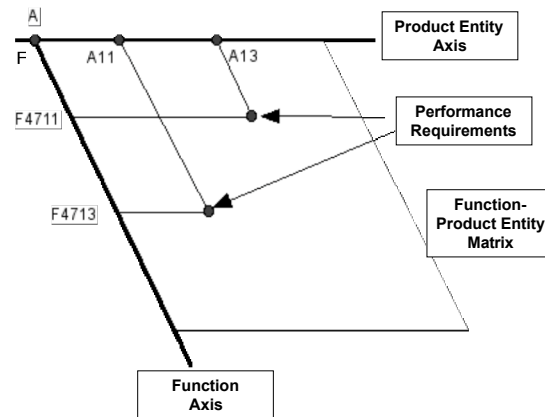 A
Product Entity
Axis
F
A11
A13
F4711
Performance
Requirements
F4713
Function-
Product Entity
Matrix
Function
Axis